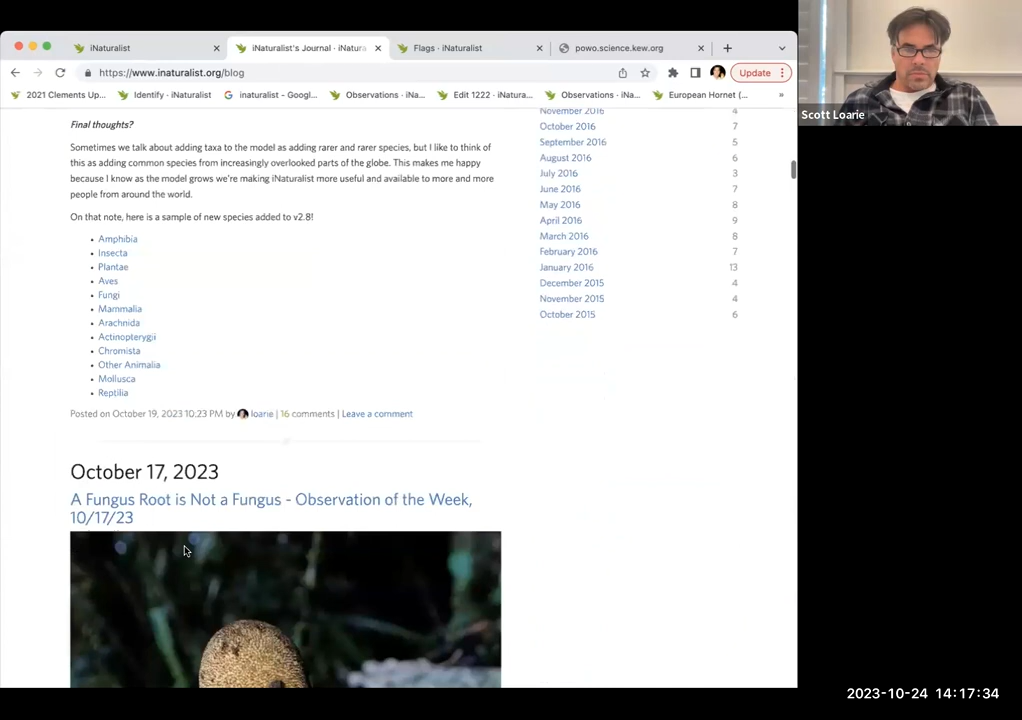 iNaturalist
iNaturalist's Journal · iNatura
Flags · iNaturalist
powo.science.kew.org
https://www.inaturalist.org/blog
Update
2021 Clements Up...
Identify · iNaturalist
inaturalist - Googl...
Observations · iNa...
Edit 1222 · iNatura...
Observations · iNa...
European Hornet (...
»
Scott Loarie
Final thoughts?
Sometimes we talk about adding taxa to the model as adding rarer and rarer species, but I like to think of
this as adding common species from increasingly overlooked parts of the globe. This makes me happy
because I know as the model grows we're making iNaturalist more useful and available to more and more
people from around the world.
On that note, here is a sample of new species added to v2.8!
• Amphibia
• Insecta
• Plantae
• Aves
• Fungi
• Mammalia
• Arachnida
• Actinopterygii
• Chromista
• Other Animalia
• Mollusca
• Reptilia
Posted on October 19, 2023 10:23 PM by loarie | 16 comments | Leave a comment
October 17, 2023
A Fungus Root is Not a Fungus - Observation of the Week,
10/17/23
November 2016 4
October 2016 7
September 2016 5
August 2016 6
July 2016 3
June 2016 7
May 2016 8
April 2016 9
March 2016 8
February 2016 7
January 2016 13
December 2015 4
November 2015 4
October 2015 6
2023-10-24 14:17:34